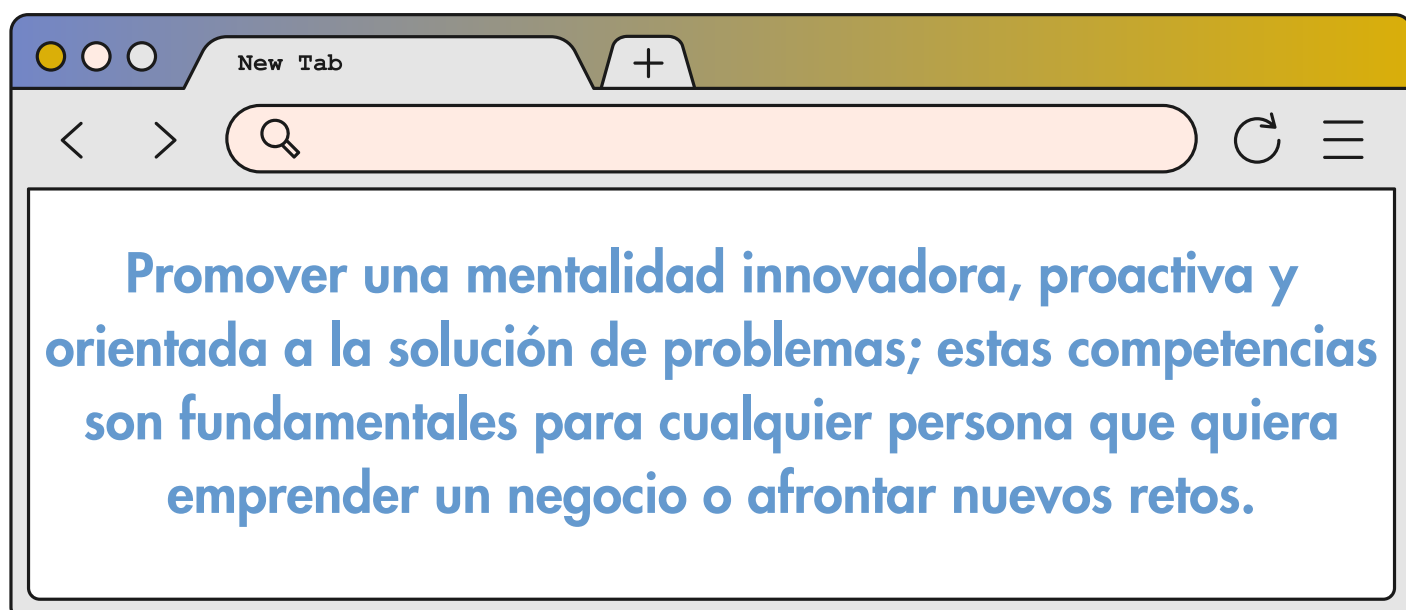 New Tab
Promover una mentalidad innovadora, proactiva y
orientada a la solución de problemas; estas competencias
son fundamentales para cualquier persona que quiera
emprender un negocio o afrontar nuevos retos.